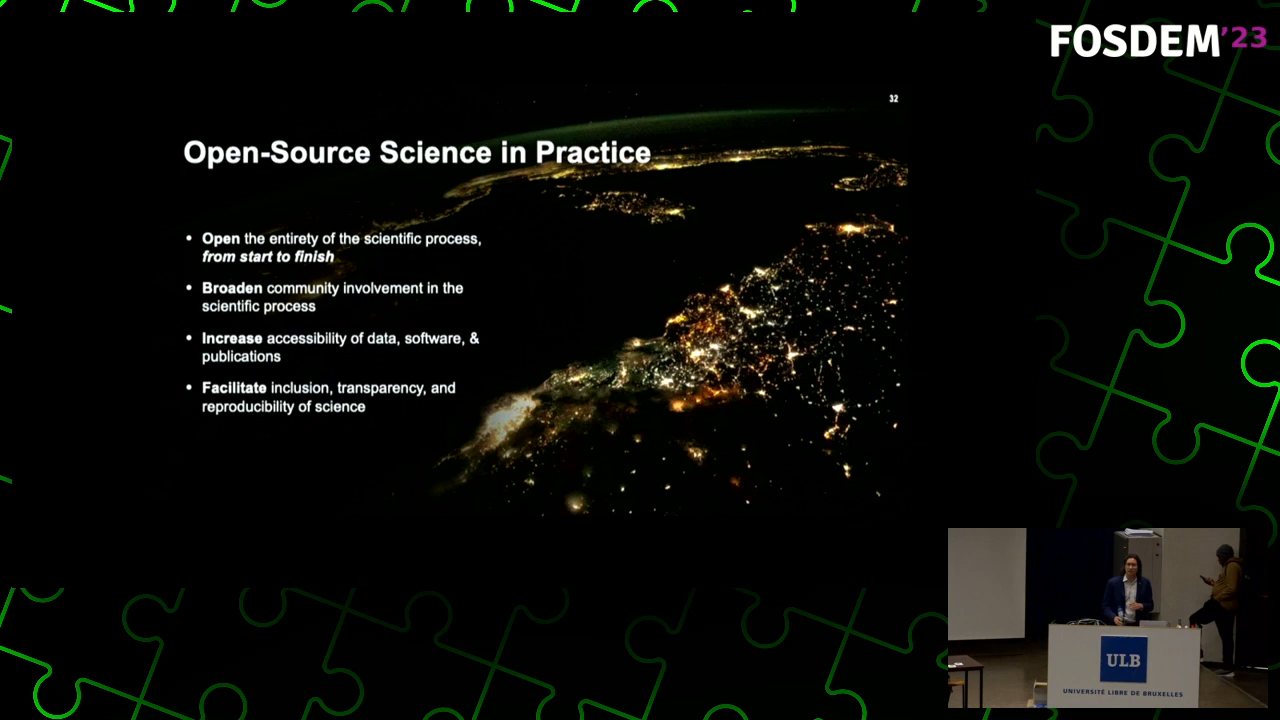 FOSDEM'23
32
Open-Source Science in Practice
• Open the entirety of the scientific process,
from start to finish
• Broaden community involvement in the
scientific process
• Increase accessibility of data, software, &
publications
• Facilitate inclusion, transparency, and
reproducibility of science
ULB
UNIVERSITÉ LIBRE DE BRUXELLES